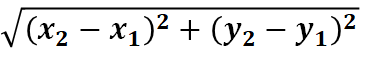 √(x₂ − x₁)² + (y₂ − y₁)²